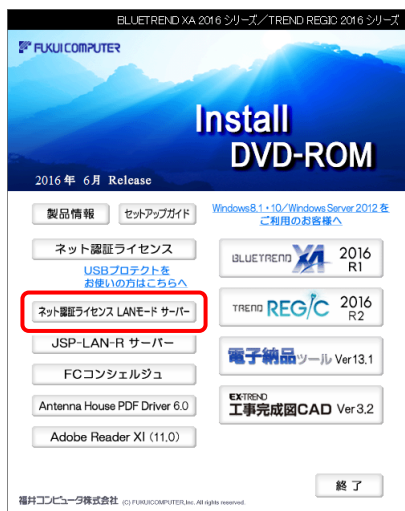 BLUETREND XA 2016 シリーズ／TREND REGIC 2016 シリーズ
FUKUI COMPUTER
Install
DVD-ROM
2016年 6月 Release
製品情報
セットアップガイド
Windows8.1・10／Windows Server 2012 を
ご利用のお客様へ
ネット認証ライセンス
USBプロテクトを
お使いの方はこちらへ
ネット認証ライセンス LANモード サーバー
JSP-LAN-R サーバー
FCコンシェルジュ
Antenna House PDF Driver 6.0
Adobe Reader XI (11.0)
BLUETREND XA 2016
R1
TREND REGIC 2016
R2
電子納品ツール Ver13.1
EX-TREND
工事完成図CAD Ver3.2
終了
福井コンピュータ株式会社 (C) FUKUICOMPUTER,Inc. All rights reserved.